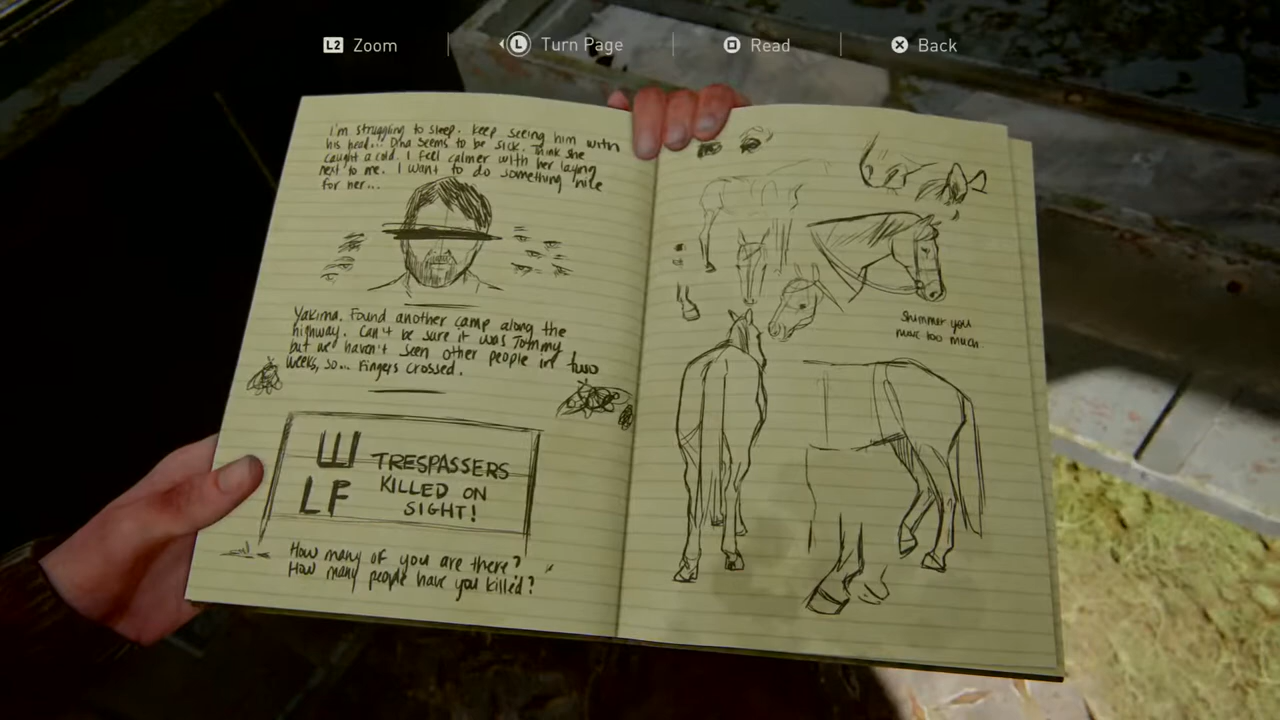 L2 Zoom
L Turn Page
Read
Back
I'm struggling to sleep. Keep seeing him with
his head... Dina seems to be sick. Think she
caught a cold. I feel calmer with her laying
next to me. I want to do something nice
for her...
Yakima. Found another camp along the
highway. Can't be sure it was Tommy
but we haven't seen other people in two
weeks, so... Fingers crossed.
W
LF
TRESPASSERS
KILLED ON
SIGHT!
How many of you are there?
How many people have you killed?
Shimmer you
move too much.